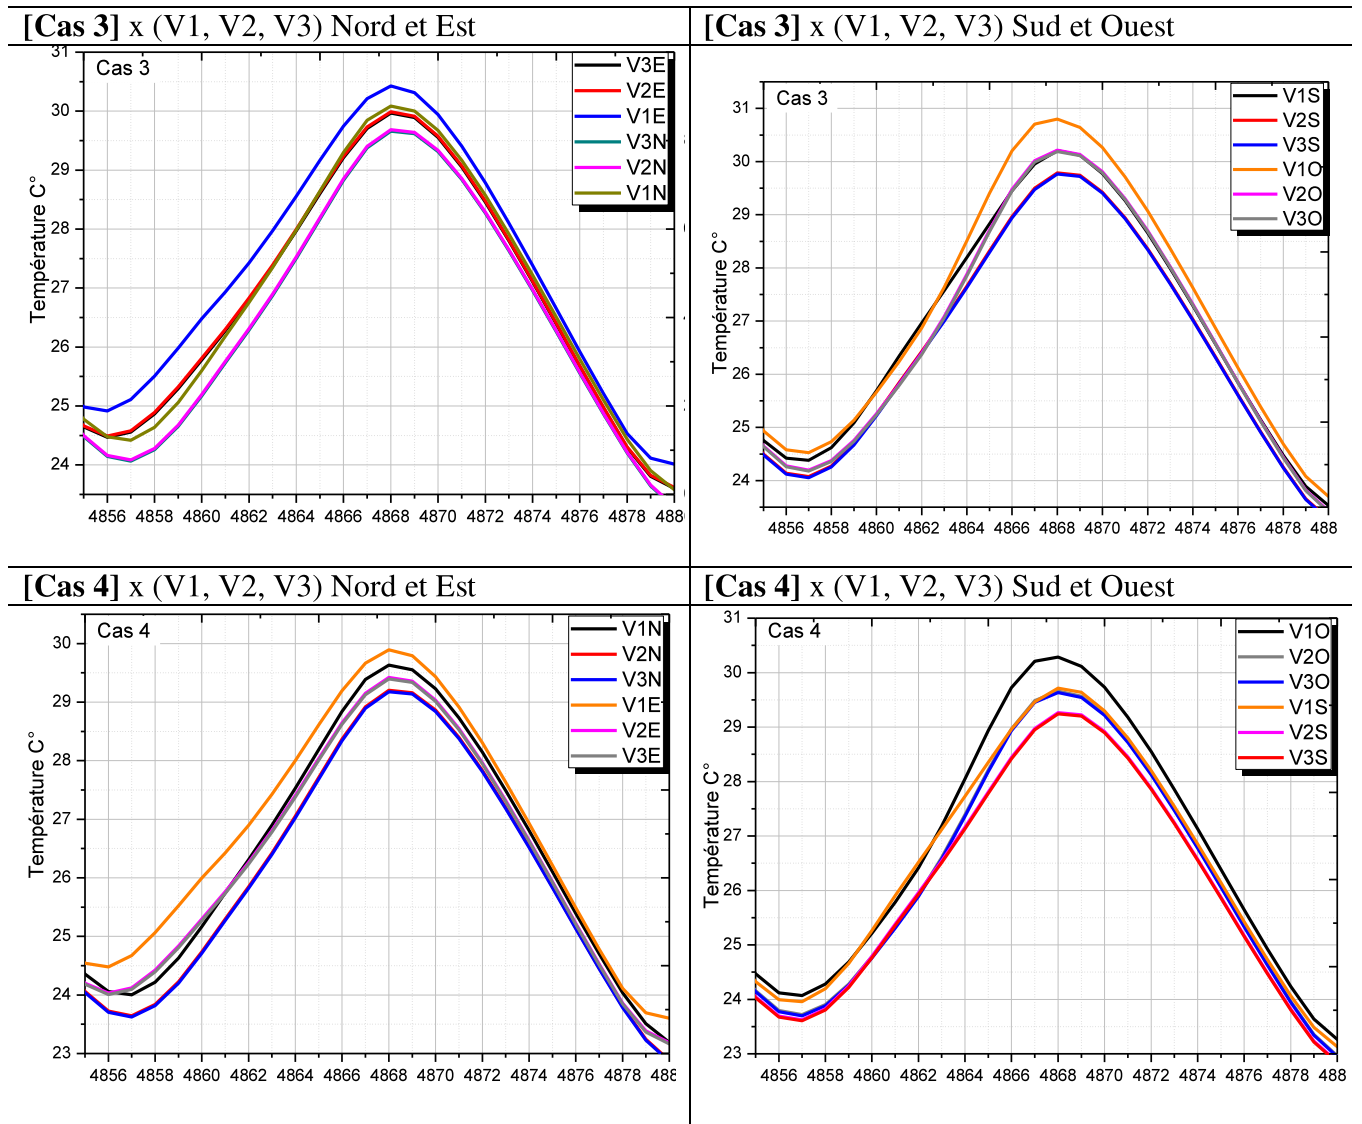 [Cas 3] x (V1, V2, V3) Nord et Est
Cas 3
V3E
V2E
V1E
V3N
V2N
V1N
Température C°
31
30
29
28
27
26
25
24
4856 4858 4860 4862 4864 4866 4868 4870 4872 4874 4876 4878 488
[Cas 3] x (V1, V2, V3) Sud et Ouest
Cas 3
V1S
V2S
V3S
V1O
V2O
V3O
Température C°
31
30
29
28
27
26
25
24
4856 4858 4860 4862 4864 4866 4868 4870 4872 4874 4876 4878 488
[Cas 4] x (V1, V2, V3) Nord et Est
Cas 4
V1N
V2N
V3N
V1E
V2E
V3E
Température C°
30
29
28
27
26
25
24
23
4856 4858 4860 4862 4864 4866 4868 4870 4872 4874 4876 4878 488
[Cas 4] x (V1, V2, V3) Sud et Ouest
Cas 4
V1O
V2O
V3O
V1S
V2S
V3S
Température C°
31
30
29
28
27
26
25
24
23
4856 4858 4860 4862 4864 4866 4868 4870 4872 4874 4876 4878 488